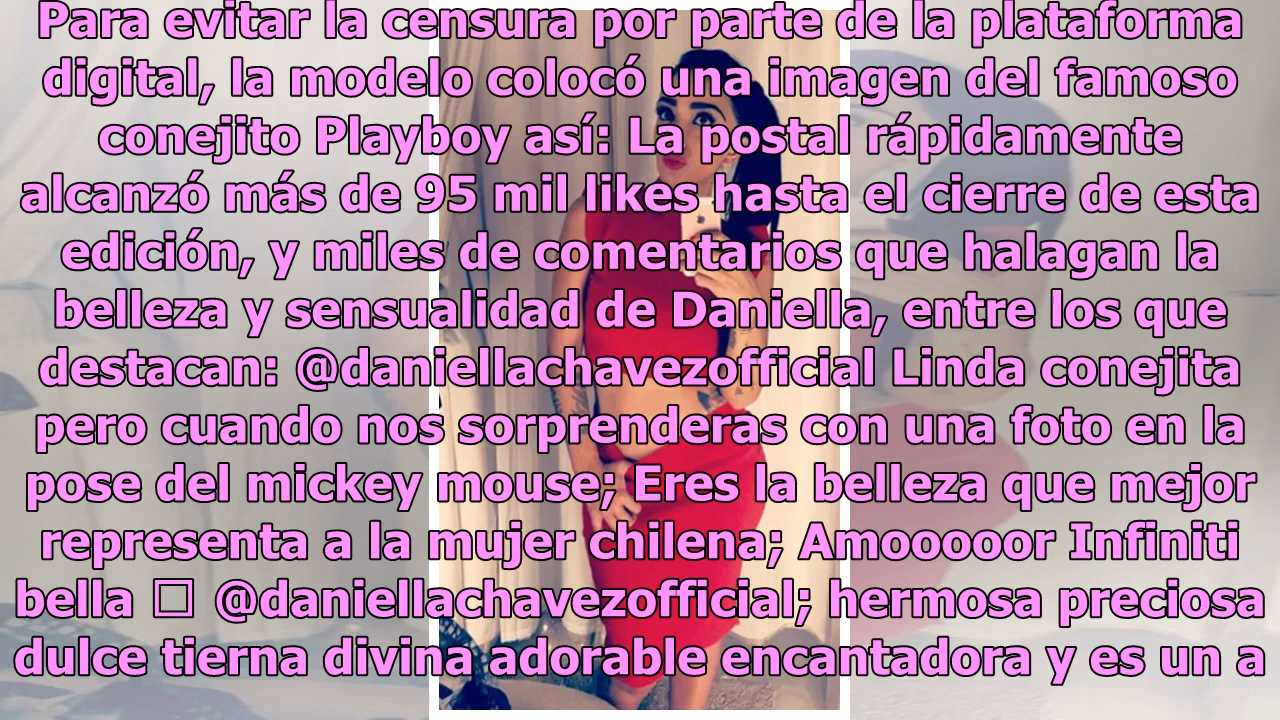 Para evitar la censura por parte de la plataforma
digital, la modelo colocó una imagen del famoso
conejito Playboy así: La postal rápidamente
alcanzó más de 95 mil likes hasta el cierre de esta
edición, y miles de comentarios que halagan la
belleza y sensualidad de Daniella, entre los que
destacan: @daniellachavezofficial Linda conejita
pero cuando nos sorprenderas con una foto en la
pose del mickey mouse; Eres la belleza que mejor
representa a la mujer chilena; Amooooor Infiniti
bella □ @daniellachavezofficial; hermosa preciosa
dulce tierna divina adorable encantadora y es un a